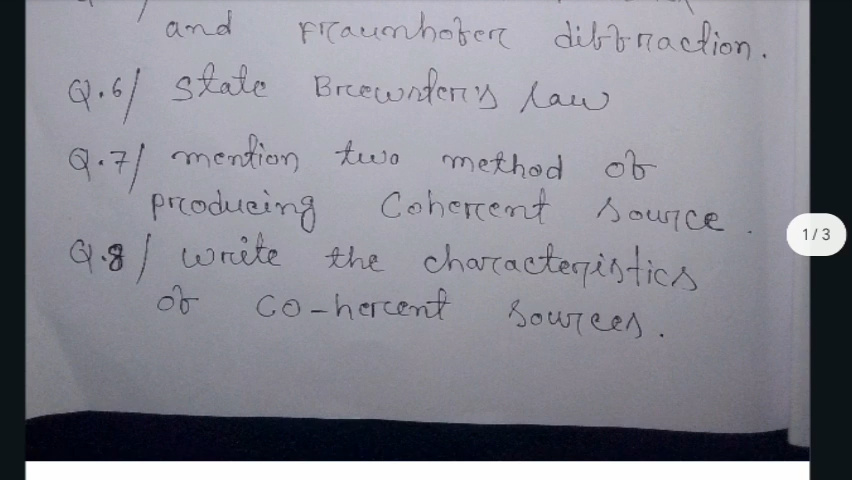 and Fraunhofer diffraction.
Q.6/ State Brewster's law
Q.7/ mention two method of
producing Coherent source.
Q.8/ write the characteristics
of co-herent sources.
1/3